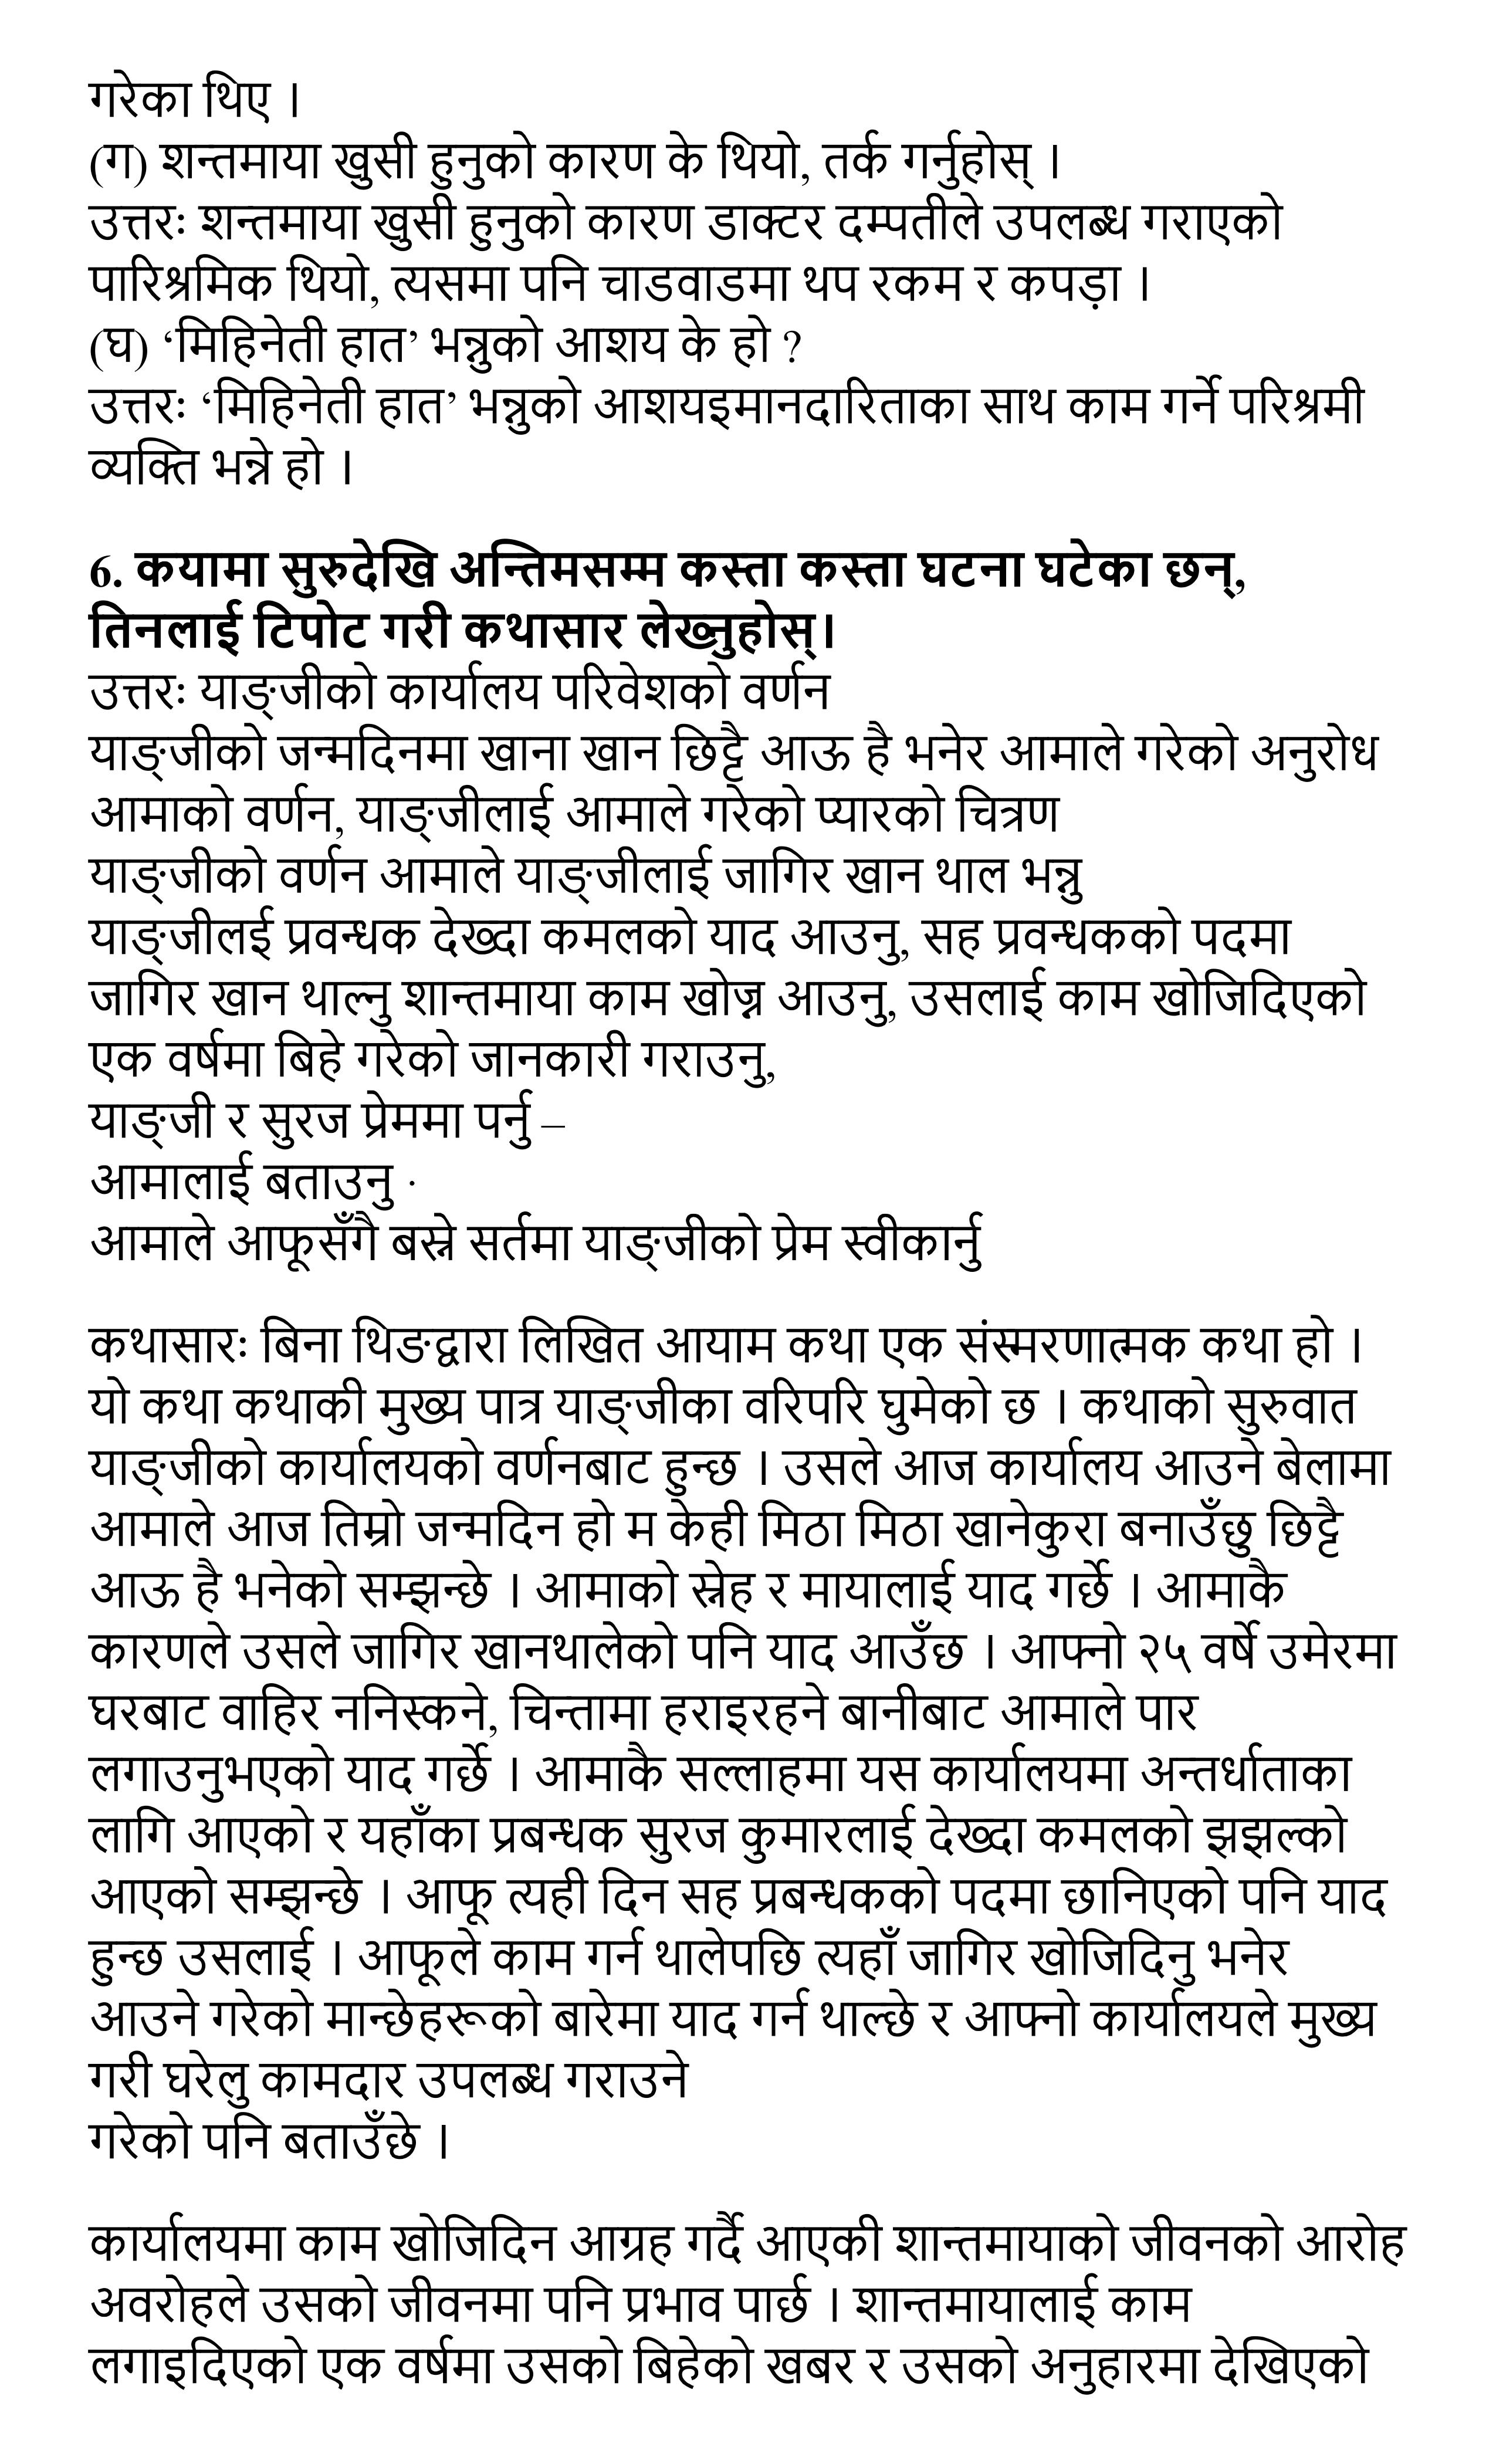 गरेका थिए ।
(ग) शन्तमाया खुसी हुनुको कारण के थियो, तर्क गर्नुहोस् ।
उत्तरः शन्तमाया खुसी हुनुको कारण डाक्टर दम्पतीले उपलब्ध गराएको
पारिश्रमिक थियो, त्यसमा पनि चाडवाडमा थप रकम र कपड़ा ।
(घ) ‘मिहिनेती हात’ भन्नुको आशय के हो ?
उत्तरः ‘मिहिनेती हात’ भन्नुको आशयइमानदारिताका साथ काम गर्ने परिश्रमी
व्यक्ति भन्ने हो ।
6. कयामा सुरुदेखि अन्तिमसम्म कस्ता कस्ता घटना घटेका छन्,
तिनलाई टिपोट गरी कथासार लेख्नुहोस्।
उत्तरः याङ्जीको कार्यालय परिवेशको वर्णन
याङ्जीको जन्मदिनमा खाना खान छिट्टै आऊ है भनेर आमाले गरेको अनुरोध
आमाको वर्णन, याङ्जीलाई आमाले गरेको प्यारको चित्रण
याङ्जीको वर्णन आमाले याङ्जीलाई जागिर खान थाल भन्नु
याङ्जीलई प्रवन्धक देख्दा कमलको याद आउनु, सह प्रवन्धकको पदमा
जागिर खान थाल्नु शान्तमाया काम खोज्न आउनु, उसलाई काम खोजिदिएको
एक वर्षमा बिहे गरेको जानकारी गराउनु,
याङ्जी र सुरज प्रेममा पर्नु –
आमालाई बताउनु ·
आमाले आफूसँगै बस्ने सर्तमा याङ्जीको प्रेम स्वीकार्नु
कथासारः बिना थिङद्वारा लिखित आयाम कथा एक संस्मरणात्मक कथा हो ।
यो कथा कथाकी मुख्य पात्र याङ्जीका वरिपरि घुमेको छ । कथाको सुरुवात
याङ्जीको कार्यालयको वर्णनबाट हुन्छ । उसले आज कार्यालय आउने बेलामा
आमाले आज तिम्रो जन्मदिन हो म केही मिठा मिठा खानेकुरा बनाउँछु छिट्टै
आऊ है भनेको सम्झन्छे । आमाको स्नेह र मायालाई याद गर्छे । आमाकै
कारणले उसले जागिर खानथालेको पनि याद आउँछ । आफ्नो २५ वर्षे उमेरमा
घरबाट वाहिर ननिस्कने, चिन्तामा हराइरहने बानीबाट आमाले पार
लगाउनुभएको याद गर्छे । आमाकै सल्लाहमा यस कार्यालयमा अन्तर्धाताका
लागि आएको र यहाँका प्रबन्धक सुरज कुमारलाई देख्दा कमलको झझल्को
आएको सम्झन्छे । आफू त्यही दिन सह प्रबन्धकको पदमा छानिएको पनि याद
हुन्छ उसलाई । आफूले काम गर्न थालेपछि त्यहाँ जागिर खोजिदिनु भनेर
आउने गरेको मान्छेहरूको बारेमा याद गर्न थाल्छे र आफ्नो कार्यालयले मुख्य
गरी घरेलु कामदार उपलब्ध गराउने
गरेको पनि बताउँछे ।
कार्यालयमा काम खोजिदिन आग्रह गर्दै आएकी शान्तमायाको जीवनको आरोह
अवरोहले उसको जीवनमा पनि प्रभाव पार्छ । शान्तमायालाई काम
लगाइदिएको एक वर्षमा उसको बिहेको खबर र उसको अनुहारमा देखिएको